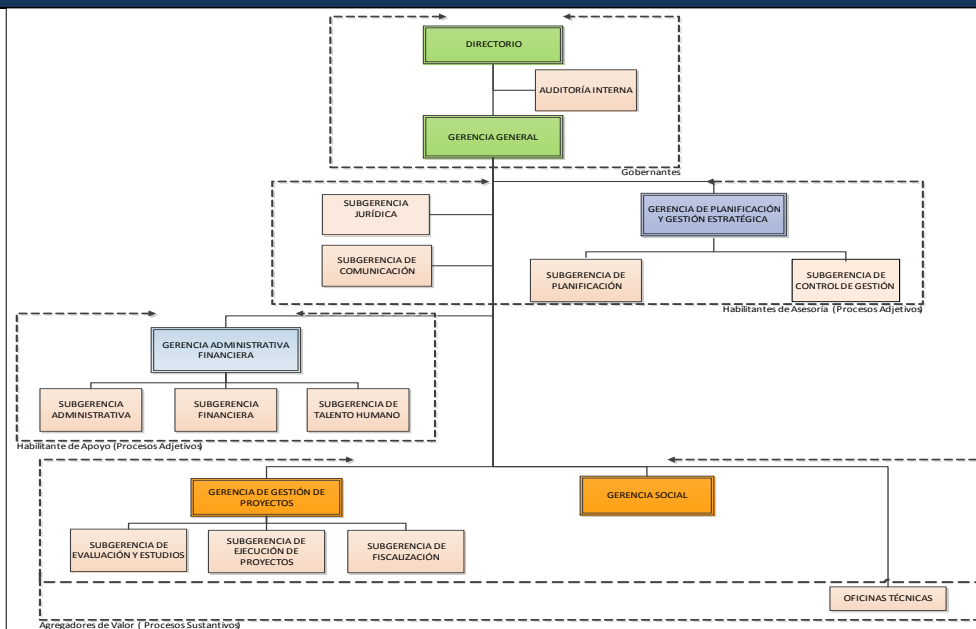 DIRECTORIO
AUDITORÍA INTERNA
GERENCIA GENERAL
Gobernantes
SUBGERENCIA
JURÍDICA
GERENCIA DE PLANIFICACIÓN
Y GESTIÓN ESTRATÉGICA
SUBGERENCIA DE
COMUNICACIÓN
SUBGERENCIA DE
PLANIFICACIÓN
SUBGERENCIA DE
CONTROL DE GESTIÓN
Habilitantes de Asesoría (Procesos Adjetivos)
GERENCIA ADMINISTRATIVA
FINANCIERA
SUBGERENCIA
ADMINISTRATIVA
SUBGERENCIA
FINANCIERA
SUBGERENCIA DE
TALENTO HUMANO
Habilitante de Apoyo (Procesos Adjetivos)
GERENCIA DE GESTIÓN DE
PROYECTOS
GERENCIA SOCIAL
SUBGERENCIA DE
EVALUACIÓN Y ESTUDIOS
SUBGERENCIA DE
EJECUCIÓN DE
PROYECTOS
SUBGERENCIA DE
FISCALIZACIÓN
OFICINAS TÉCNICAS
Agregadores de Valor ( Procesos Sustantivos)